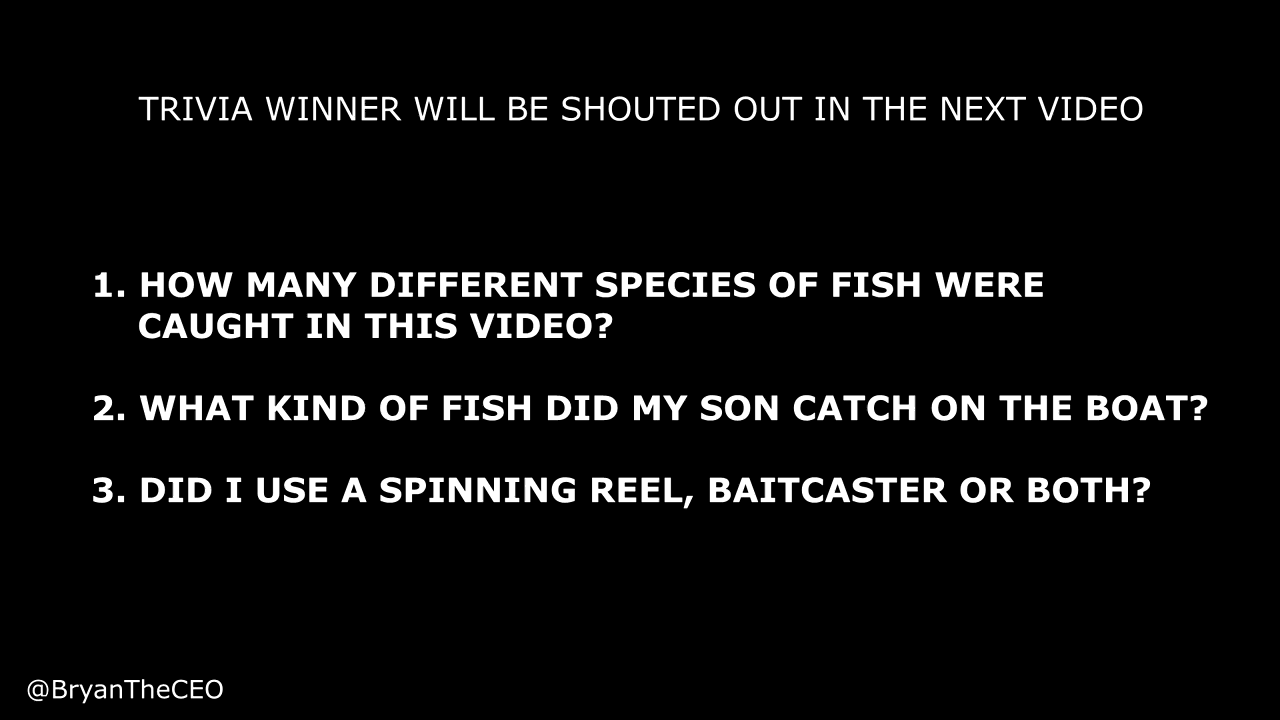 TRIVIA WINNER WILL BE SHOUTED OUT IN THE NEXT VIDEO
1. HOW MANY DIFFERENT SPECIES OF FISH WERE
CAUGHT IN THIS VIDEO?
2. WHAT KIND OF FISH DID MY SON CATCH ON THE BOAT?
3. DID I USE A SPINNING REEL, BAITCASTER OR BOTH?
@BryanTheCEO